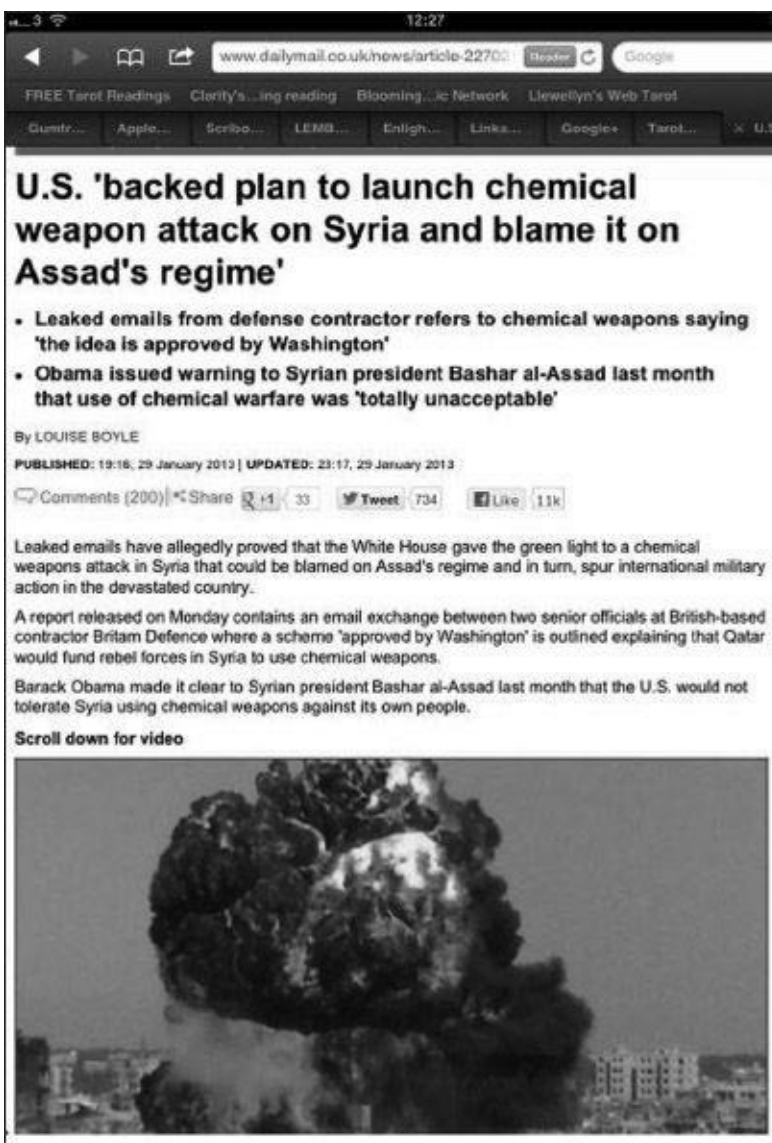 3 12:27
www.dailymail.co.uk/news/article-2270 Reader Google
FREE Tarot Readings Clarity's...ing reading Blooming...ic Network Llewellyn's Web Tarot
Gumtr... Apple... Scribo... LEMB... Enligh... Linka... Google+ Tarot... × U.S
U.S. 'backed plan to launch chemical
weapon attack on Syria and blame it on
Assad's regime'
• Leaked emails from defense contractor refers to chemical weapons saying
'the idea is approved by Washington'
• Obama issued warning to Syrian president Bashar al-Assad last month
that use of chemical warfare was 'totally unacceptable'
By LOUISE BOYLE
PUBLISHED: 19:16, 29 January 2013 | UPDATED: 23:17, 29 January 2013
Comments (200) Share +1 33 Tweet 734 Like 11k
Leaked emails have allegedly proved that the White House gave the green light to a chemical
weapons attack in Syria that could be blamed on Assad's regime and in turn, spur international military
action in the devastated country.
A report released on Monday contains an email exchange between two senior officials at British-based
contractor Britam Defence where a scheme 'approved by Washington' is outlined explaining that Qatar
would fund rebel forces in Syria to use chemical weapons.
Barack Obama made it clear to Syrian president Bashar al-Assad last month that the U.S. would not
tolerate Syria using chemical weapons against its own people.
Scroll down for video